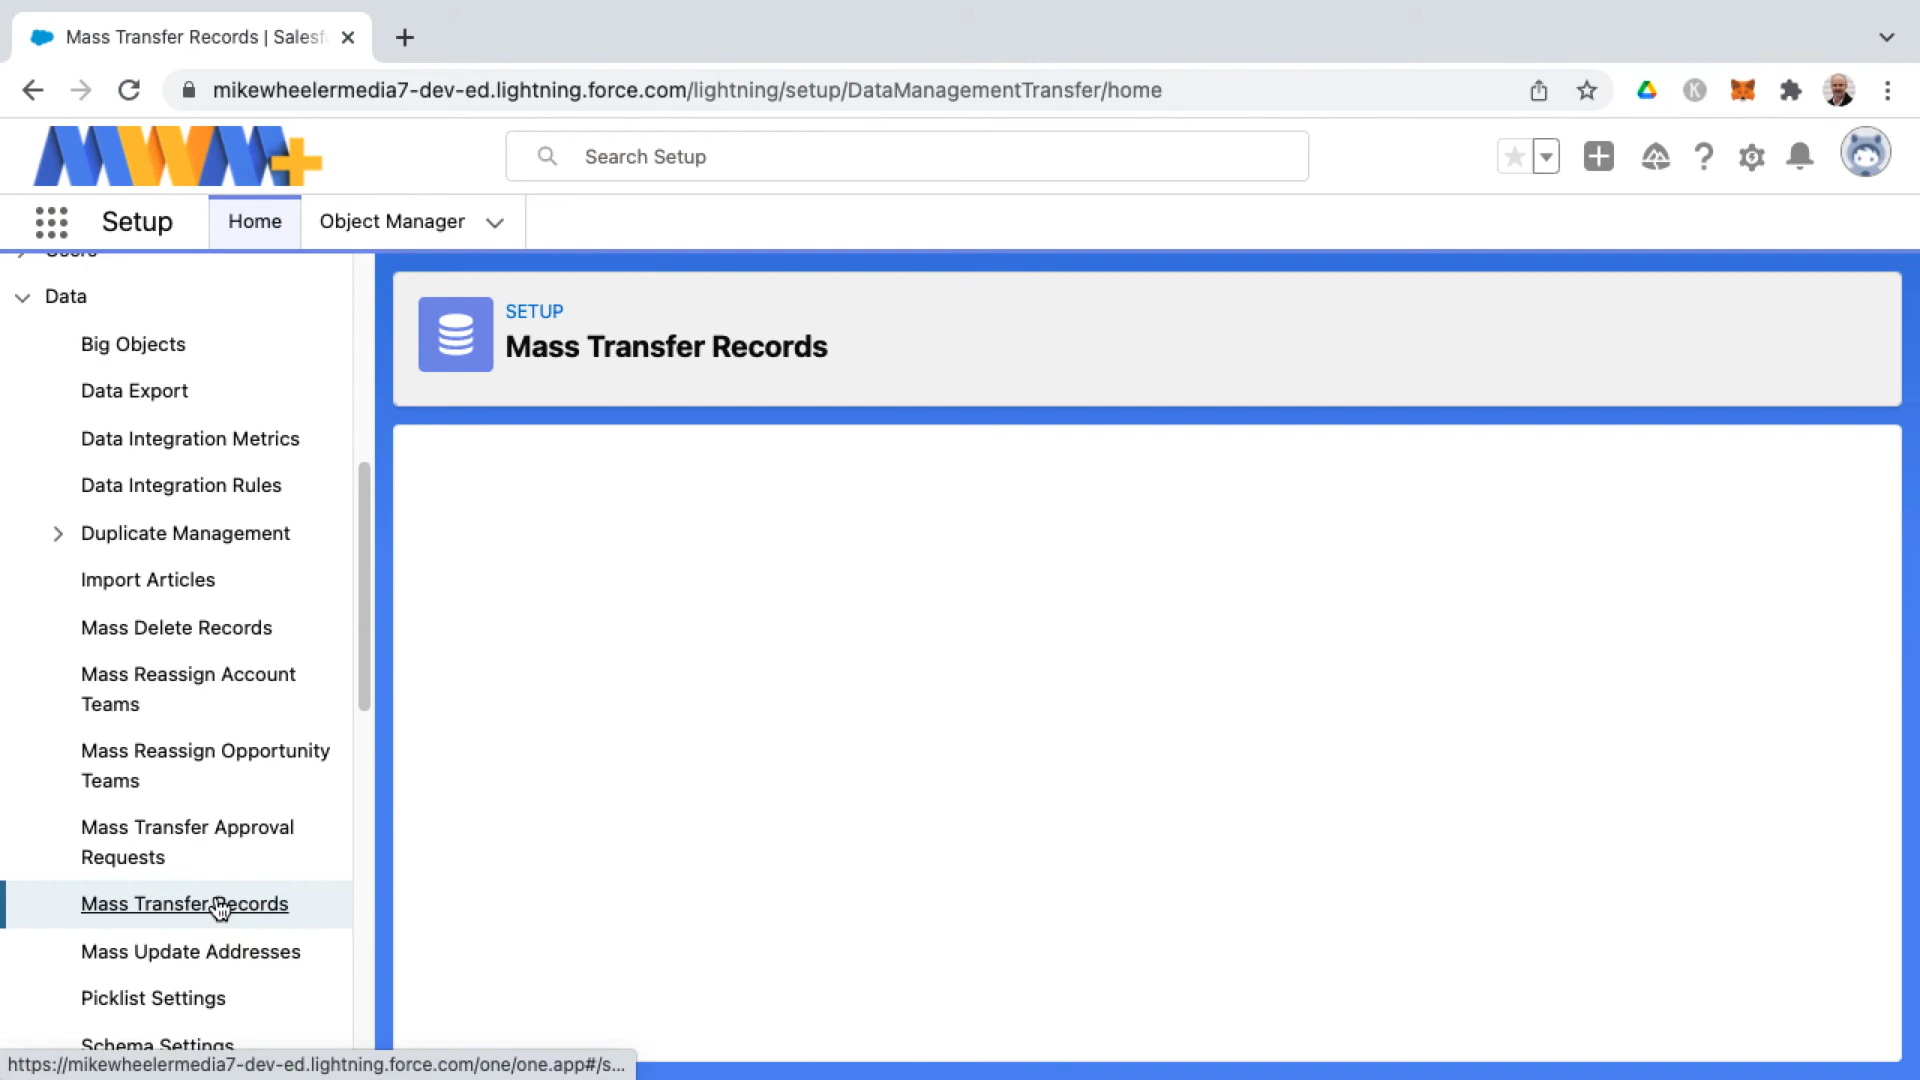 Mass Transfer Records | Salesf
mikewheelermedia7-dev-ed.lightning.force.com/lightning/setup/DataManagementTransfer/home
K
MWM+
Search Setup
Setup
Home
Object Manager
Users
Data
Big Objects
Data Export
Data Integration Metrics
Data Integration Rules
Duplicate Management
Import Articles
Mass Delete Records
Mass Reassign Account
Teams
Mass Reassign Opportunity
Teams
Mass Transfer Approval
Requests
Mass Transfer Records
Mass Update Addresses
Picklist Settings
Schema Settings
https://mikewheelermedia7-dev-ed.lightning.force.com/one/one.app#/s...
SETUP
Mass Transfer Records